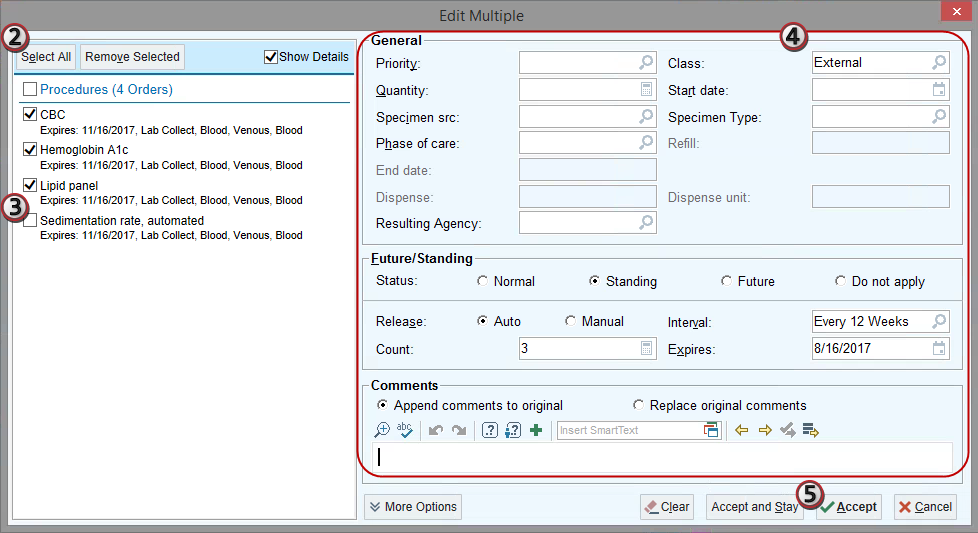 Edit Multiple
2
Select All Remove Selected Show Details
Procedures (4 Orders)
CBC
Expires: 11/16/2017, Lab Collect, Blood, Venous, Blood
Hemoglobin A1c
Expires: 11/16/2017, Lab Collect, Blood, Venous, Blood
Lipid panel
Expires: 11/16/2017, Lab Collect, Blood, Venous, Blood
3
Sedimentation rate, automated
Expires: 11/16/2017, Lab Collect, Blood, Venous, Blood
4
General
Priority: Class: External
Quantity: Start date:
Specimen src: Specimen Type:
Phase of care: Refill:
End date:
Dispense: Dispense unit:
Resulting Agency:
Future/Standing
Status: Normal Standing Future Do not apply
Release: Auto Manual Interval: Every 12 Weeks
Count: 3 Expires: 8/16/2017
Comments
Append comments to original Replace original comments
abc Insert SmartText
5
More Options Clear Accept and Stay Accept Cancel